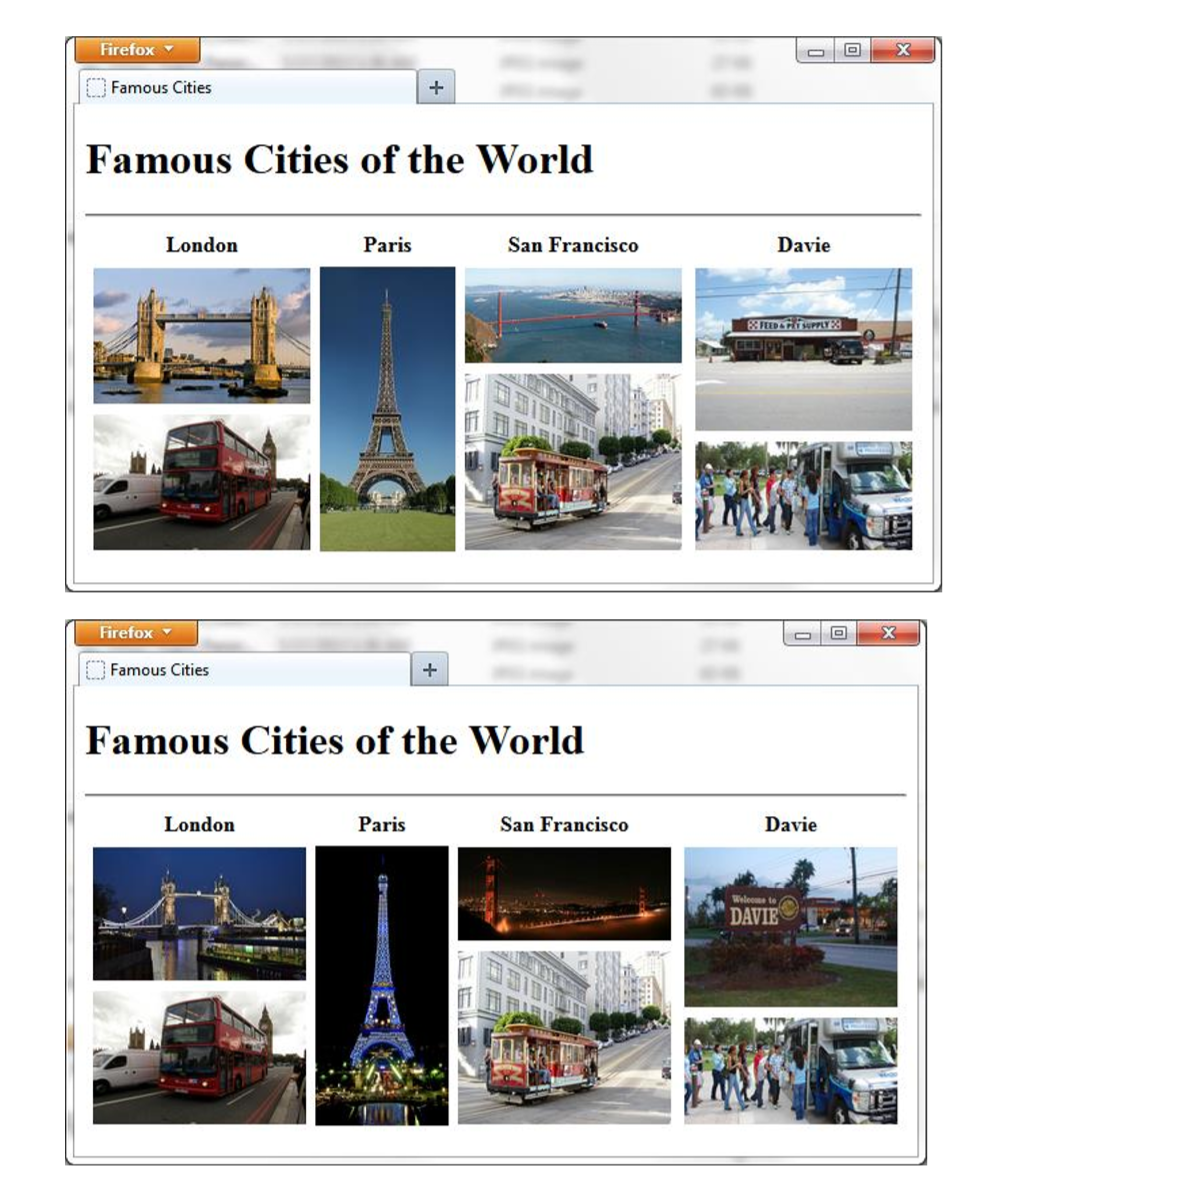 Firefox
Famous Cities
Famous Cities of the World
London Paris San Francisco Davie
FEED & PET SUPPLY
Firefox
Famous Cities
Famous Cities of the World
London Paris San Francisco Davie
Welcome to
DAVIE